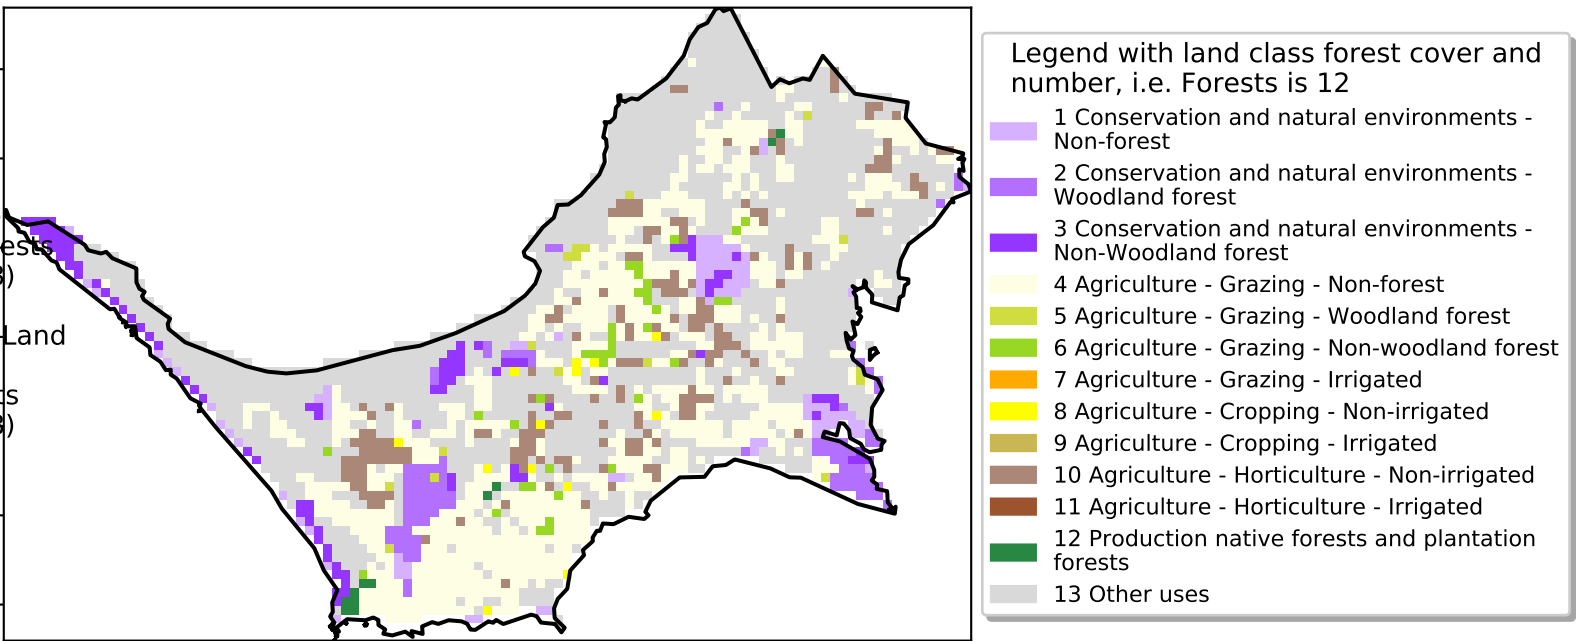 Legend with land class forest cover and
number, i.e. Forests is 12
1 Conservation and natural environments -
Non-forest
2 Conservation and natural environments -
Woodland forest
3 Conservation and natural environments -
Non-Woodland forest
4 Agriculture - Grazing - Non-forest
5 Agriculture - Grazing - Woodland forest
6 Agriculture - Grazing - Non-woodland forest
7 Agriculture - Grazing - Irrigated
8 Agriculture - Cropping - Non-irrigated
9 Agriculture - Cropping - Irrigated
10 Agriculture - Horticulture - Non-irrigated
11 Agriculture - Horticulture - Irrigated
12 Production native forests and plantation
forests
13 Other uses
ests
Land